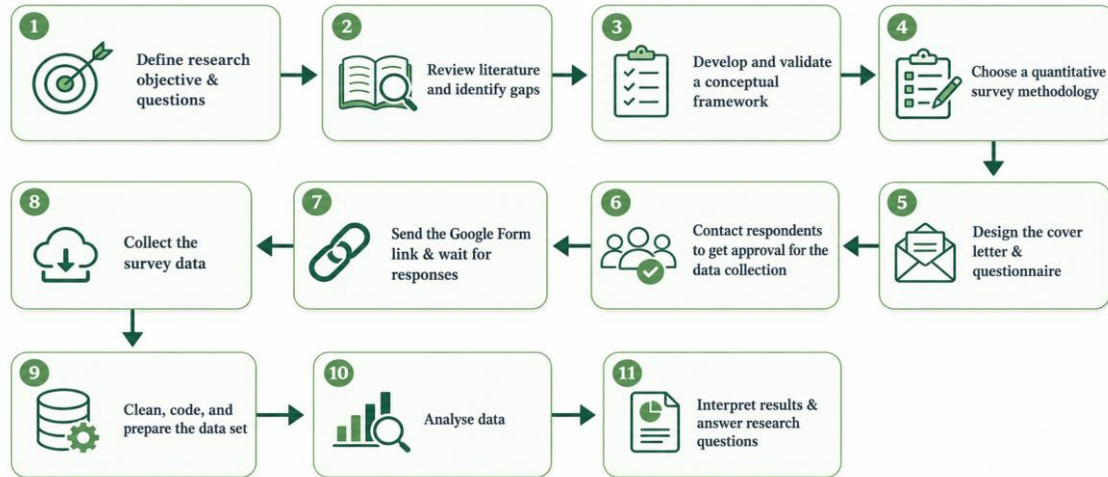 1
Define research
objective &
questions
2
Review literature
and identify gaps
3
Develop and validate
a conceptual
framework
4
Choose a quantitative
survey methodology
5
Design the cover
letter &
questionnaire
6
Contact respondents
to get approval for the
data collection
7
Send the Google Form
link & wait for
responses
8
Collect the
survey data
9
Clean, code, and
prepare the data set
10
Analyse data
11
Interpret results &
answer research
questions